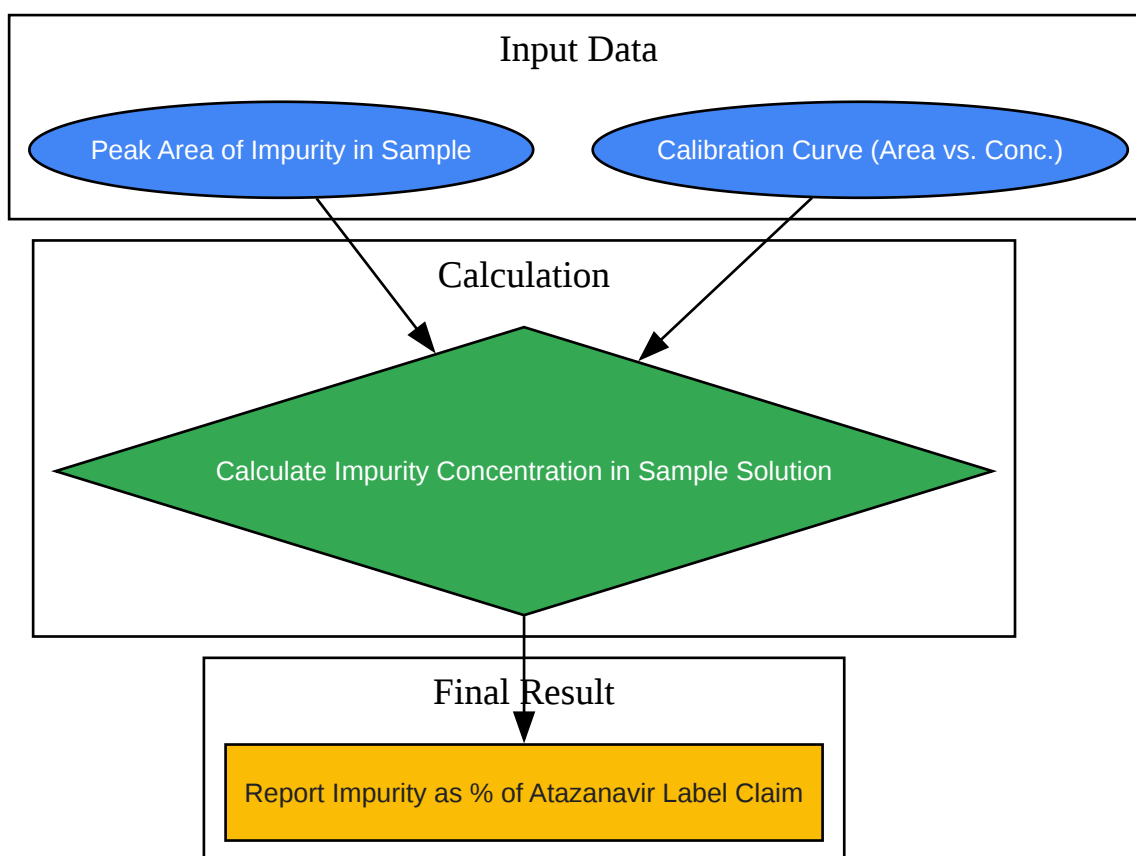 Input Data
Peak Area of Impurity in Sample
Calibration Curve (Area vs. Conc.)
Calculation
Calculate Impurity Concentration in Sample Solution
Final Result
Report Impurity as % of Atazanavir Label Claim